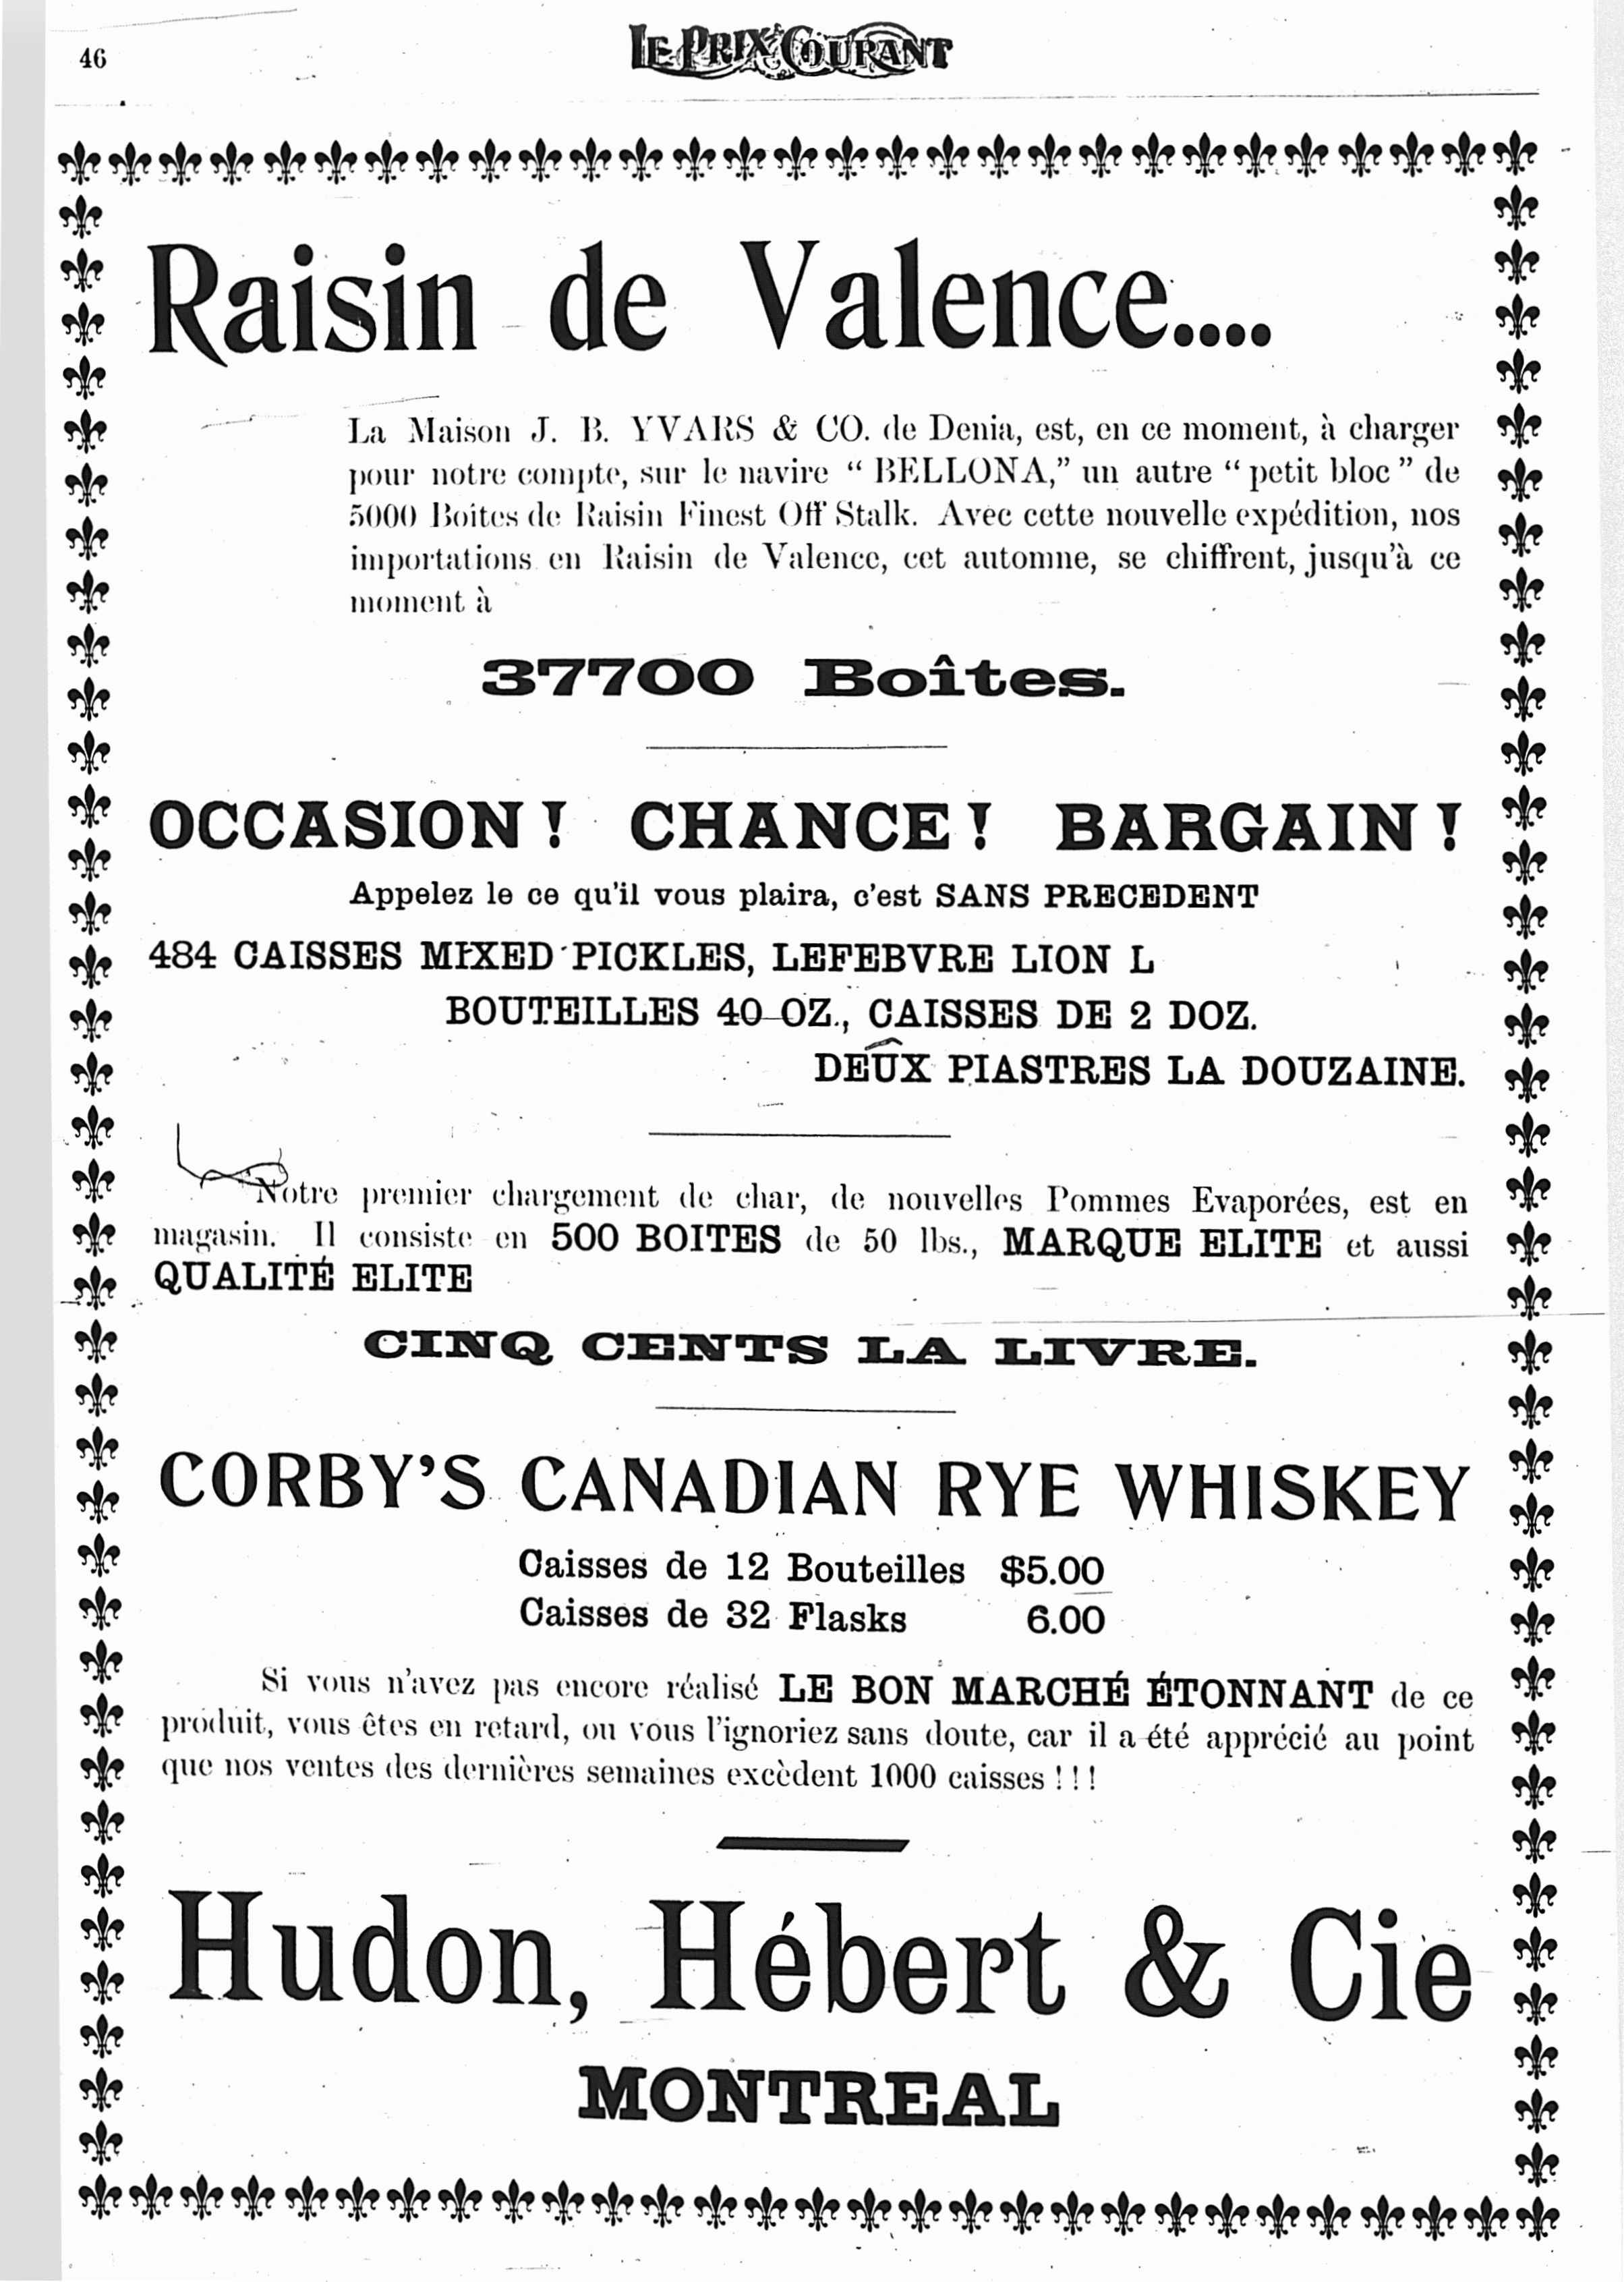 46
LE PRIX COURANT
Raisin de Valence....
La Maison J. B. YVARS & CO. de Denia, est, en ce moment, à charger
pour notre compte, sur le navire “ BELLONA,” un autre “ petit bloc ” de
5000 Boites de Raisin Finest Off Stalk. Avec cette nouvelle expédition, nos
importations en Raisin de Valence, cet automne, se chiffrent, jusqu’à ce
moment à
37700 Boîtes.
OCCASION ! CHANCE ! BARGAIN !
Appelez le ce qu’il vous plaira, c’est SANS PRECEDENT
484 CAISSES MIXED PICKLES, LEFEBVRE LION L
BOUTEILLES 40 OZ., CAISSES DE 2 DOZ.
DEUX PIASTRES LA DOUZAINE.
Notre premier chargement de char, de nouvelles Pommes Evaporées, est en
magasin. Il consiste en 500 BOITES de 50 lbs., MARQUE ELITE et aussi
QUALITÉ ELITE
CINQ CENTS LA LIVRE.
CORBY’S CANADIAN RYE WHISKEY
Caisses de 12 Bouteilles $5.00
Caisses de 32 Flasks 6.00
Si vous n’avez pas encore réalisé LE BON MARCHÉ ÉTONNANT de ce
produit, vous êtes en retard, ou vous l’ignoriez sans doute, car il a été apprécié au point
que nos ventes des dernières semaines excèdent 1000 caisses ! ! !
Hudon, Hébert & Cie
MONTREAL